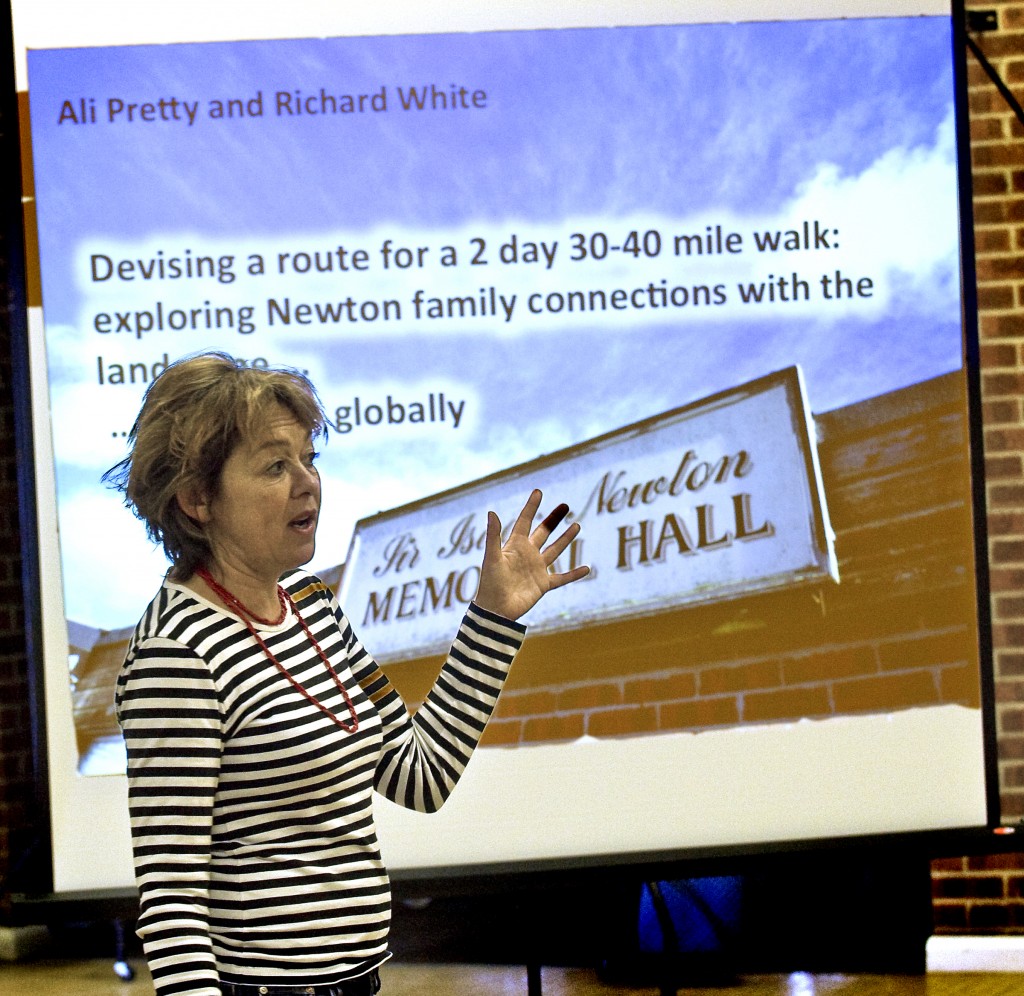 Ali Pretty and Richard White
Devising a route for a 2 day 30-40 mile walk:
exploring Newton family connections with the
globally
Sir Newton
HALL